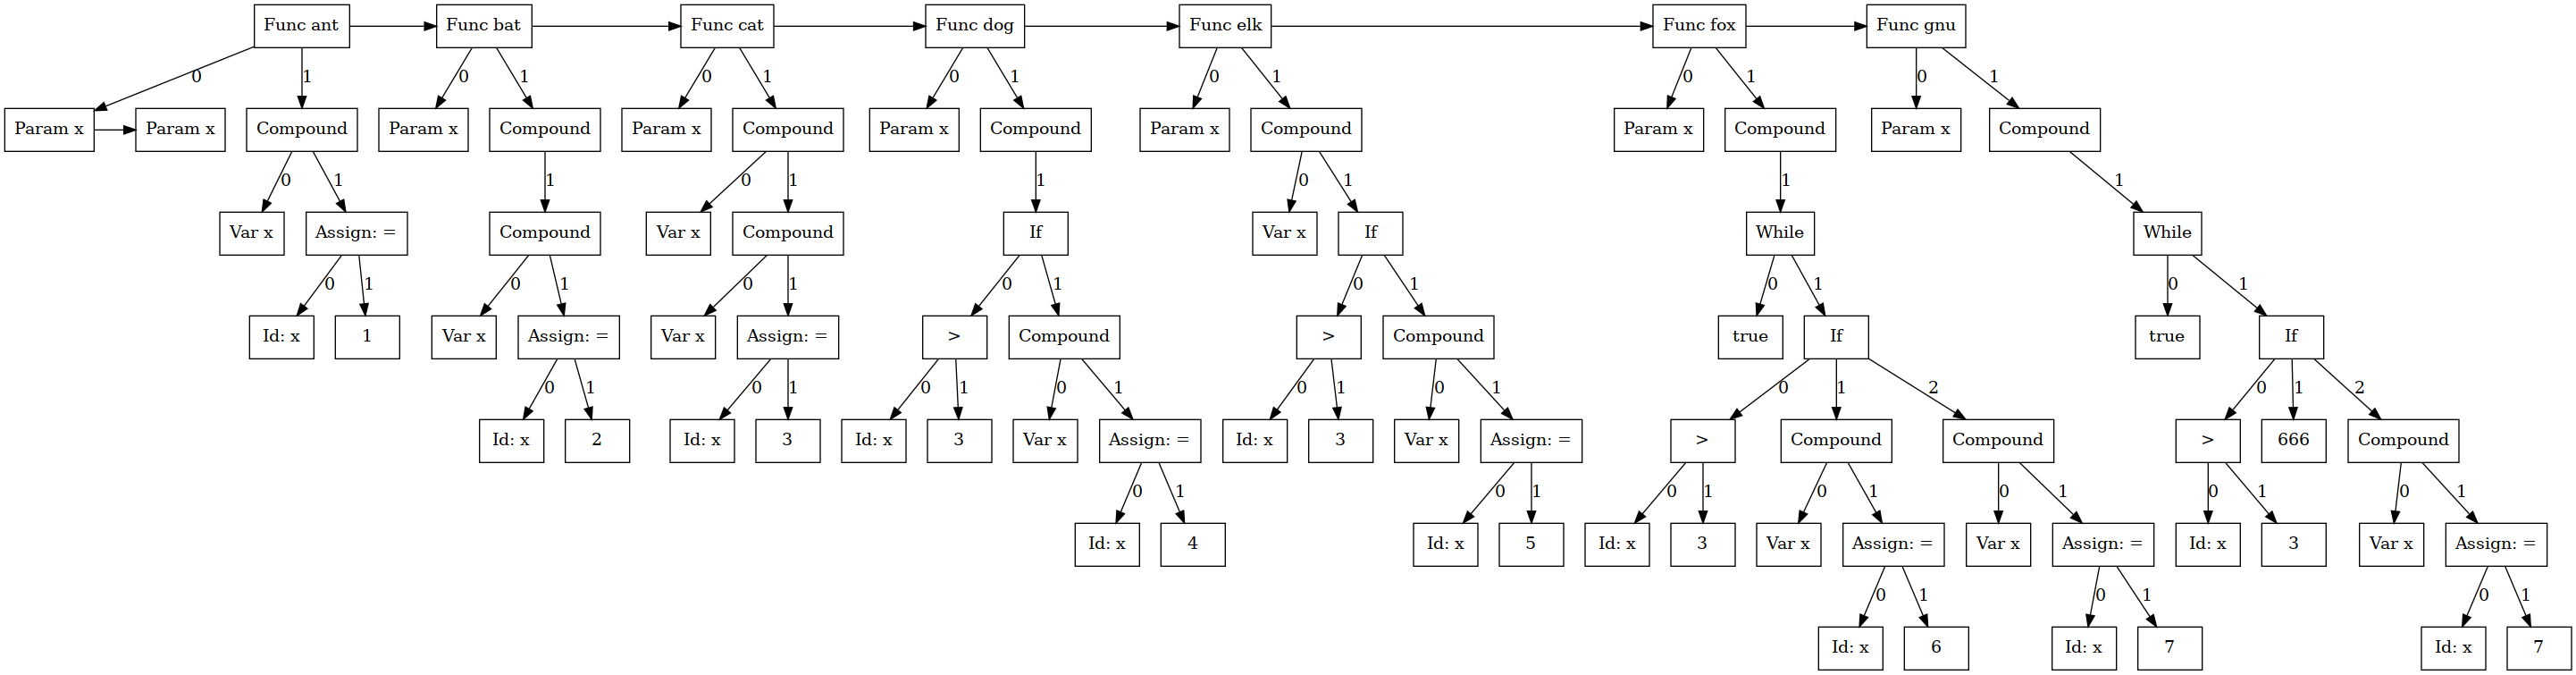 Func ant Func bat Func cat Func dog Func elk Func fox Func gnu
0 1 0 1 0 1 0 1 0 1 0 1 0 1
Param x Param x Compound Param x Compound Param x Compound Param x Compound Param x Compound Param x Compound Param x Compound
0 1 1 0 1 1 0 1 1 1
Var x Assign: = Compound Var x Compound If Var x If While While
0 1 0 1 0 1 0 1 0 1 0 1 0 1
Id: x 1 Var x Assign: = Var x Assign: = > Compound > Compound true If true If
0 1 0 1 0 1 0 1 0 1 0 1 0 1 2 0 1 2
Id: x 2 Id: x 3 Id: x 3 Var x Assign: = Id: x 3 Var x Assign: = > Compound Compound > 666 Compound
0 1 0 1 0 1 0 1 0 1 0 1 0 1
Id: x 4 Id: x 5 Id: x 3 Var x Assign: = Var x Assign: = Id: x 3 Var x Assign: =
0 1 0 1 0 1
Id: x 6 Id: x 7 Id: x 7